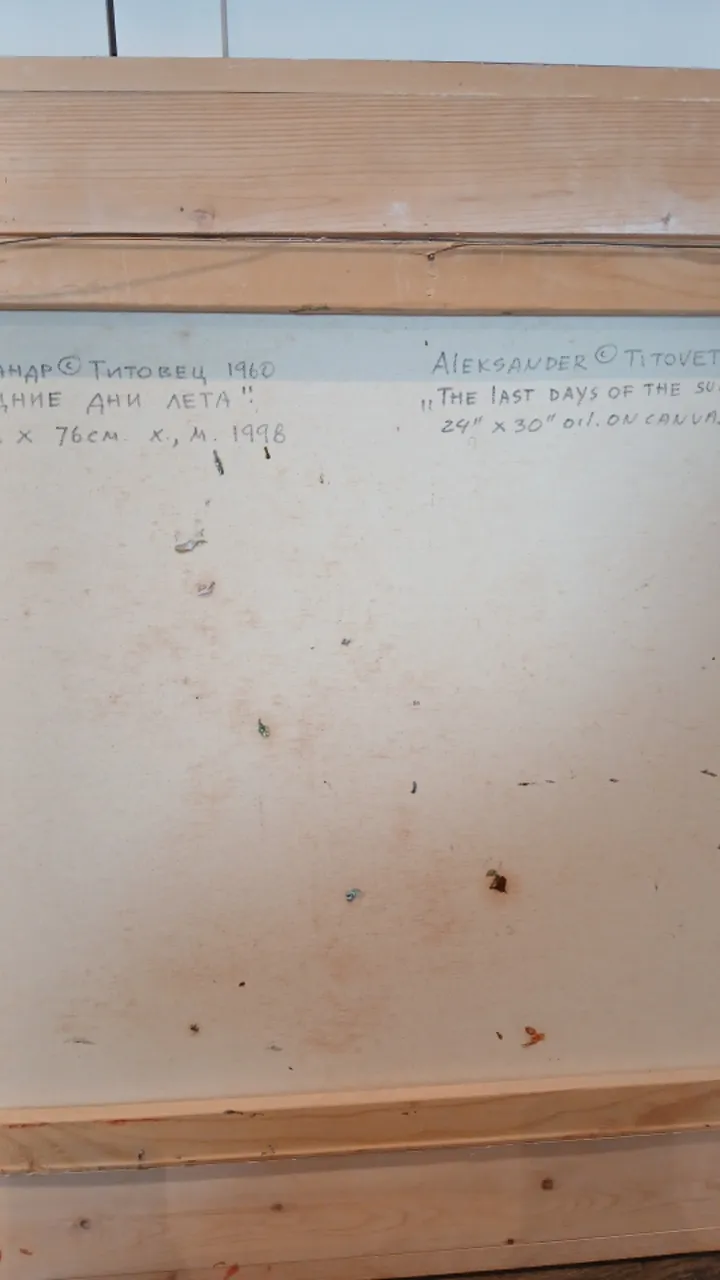 АНДР © ТИТОВЕЦ 1960
ДНИЕ ДНИ ЛЕТА"
х 76см. х., м. 1998
ALEKSANDER © TITOVET
„THE LAST DAYS OF THE SU
24" x 30" OIL. ON CANVA